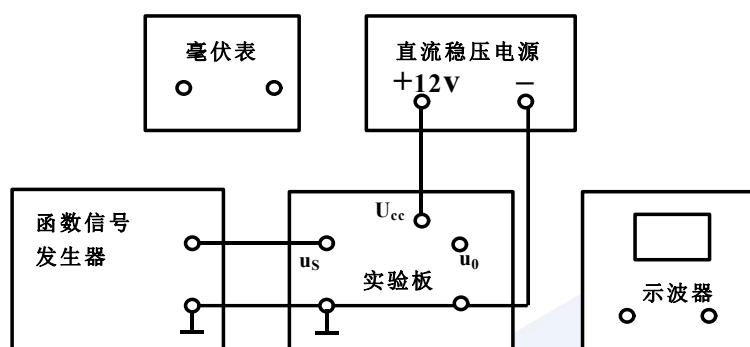 毫伏表
直流稳压电源
+12V −
函数信号
发生器
Ucc
uS
u0
实验板
示波器